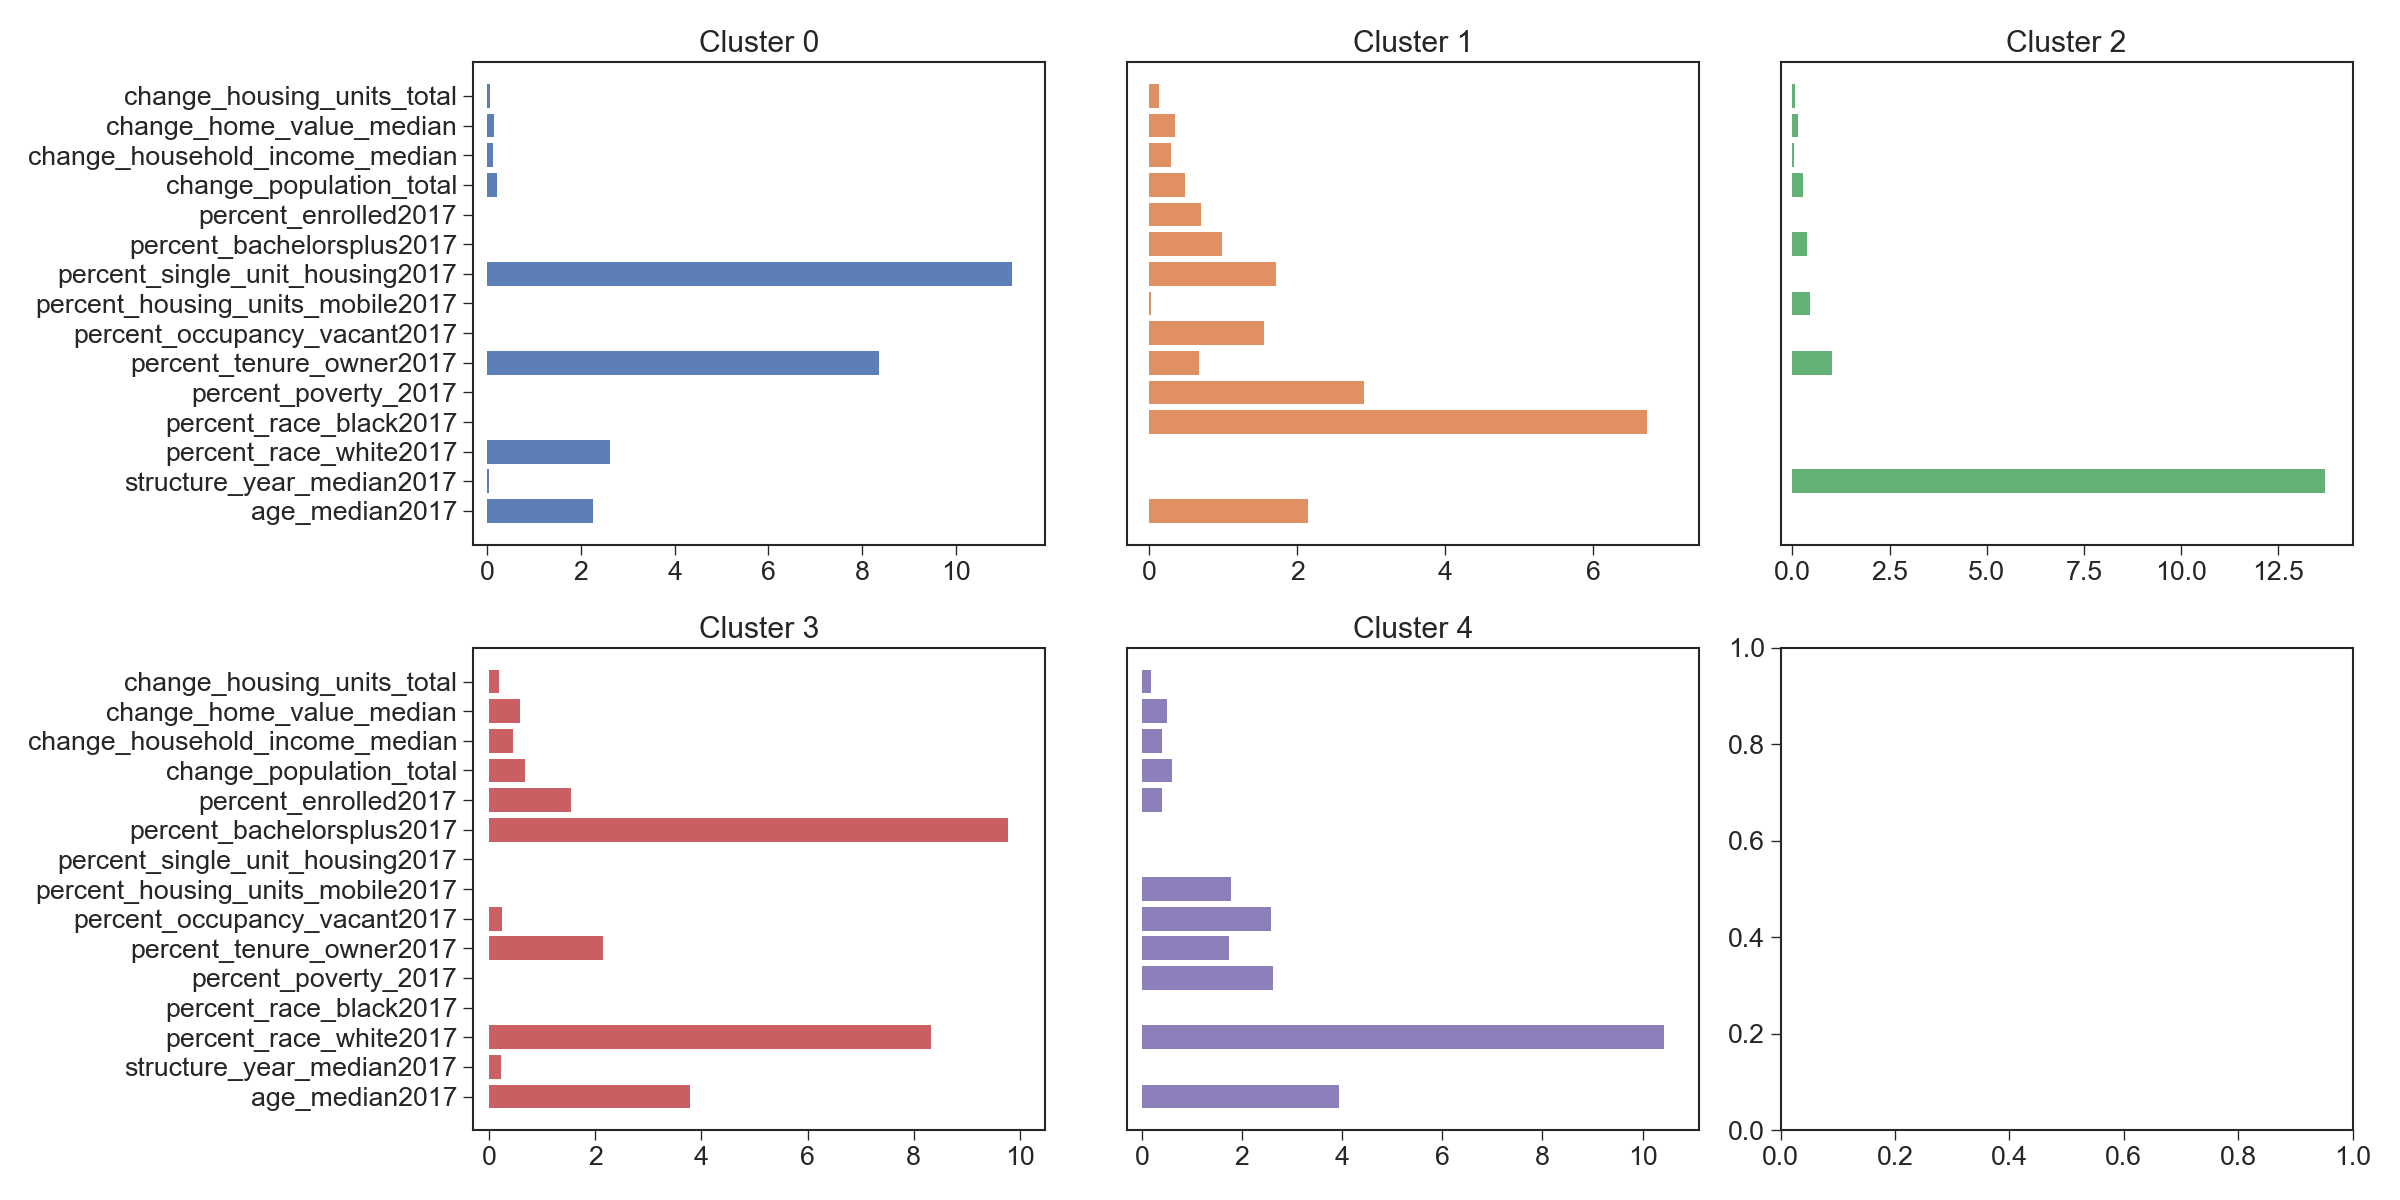 Cluster 0
Cluster 1
Cluster 2
change_housing_units_total
change_home_value_median
change_household_income_median
change_population_total
percent_enrolled2017
percent_bachelorsplus2017
percent_single_unit_housing2017
percent_housing_units_mobile2017
percent_occupancy_vacant2017
percent_tenure_owner2017
percent_poverty_2017
percent_race_black2017
percent_race_white2017
structure_year_median2017
age_median2017
0 2 4 6 8 10
0 2 4 6
0.0 2.5 5.0 7.5 10.0 12.5
Cluster 3
Cluster 4
change_housing_units_total
change_home_value_median
change_household_income_median
change_population_total
percent_enrolled2017
percent_bachelorsplus2017
percent_single_unit_housing2017
percent_housing_units_mobile2017
percent_occupancy_vacant2017
percent_tenure_owner2017
percent_poverty_2017
percent_race_black2017
percent_race_white2017
structure_year_median2017
age_median2017
0 2 4 6 8 10
0 2 4 6 8 10
1.0
0.8
0.6
0.4
0.2
0.0
0.0 0.2 0.4 0.6 0.8 1.0